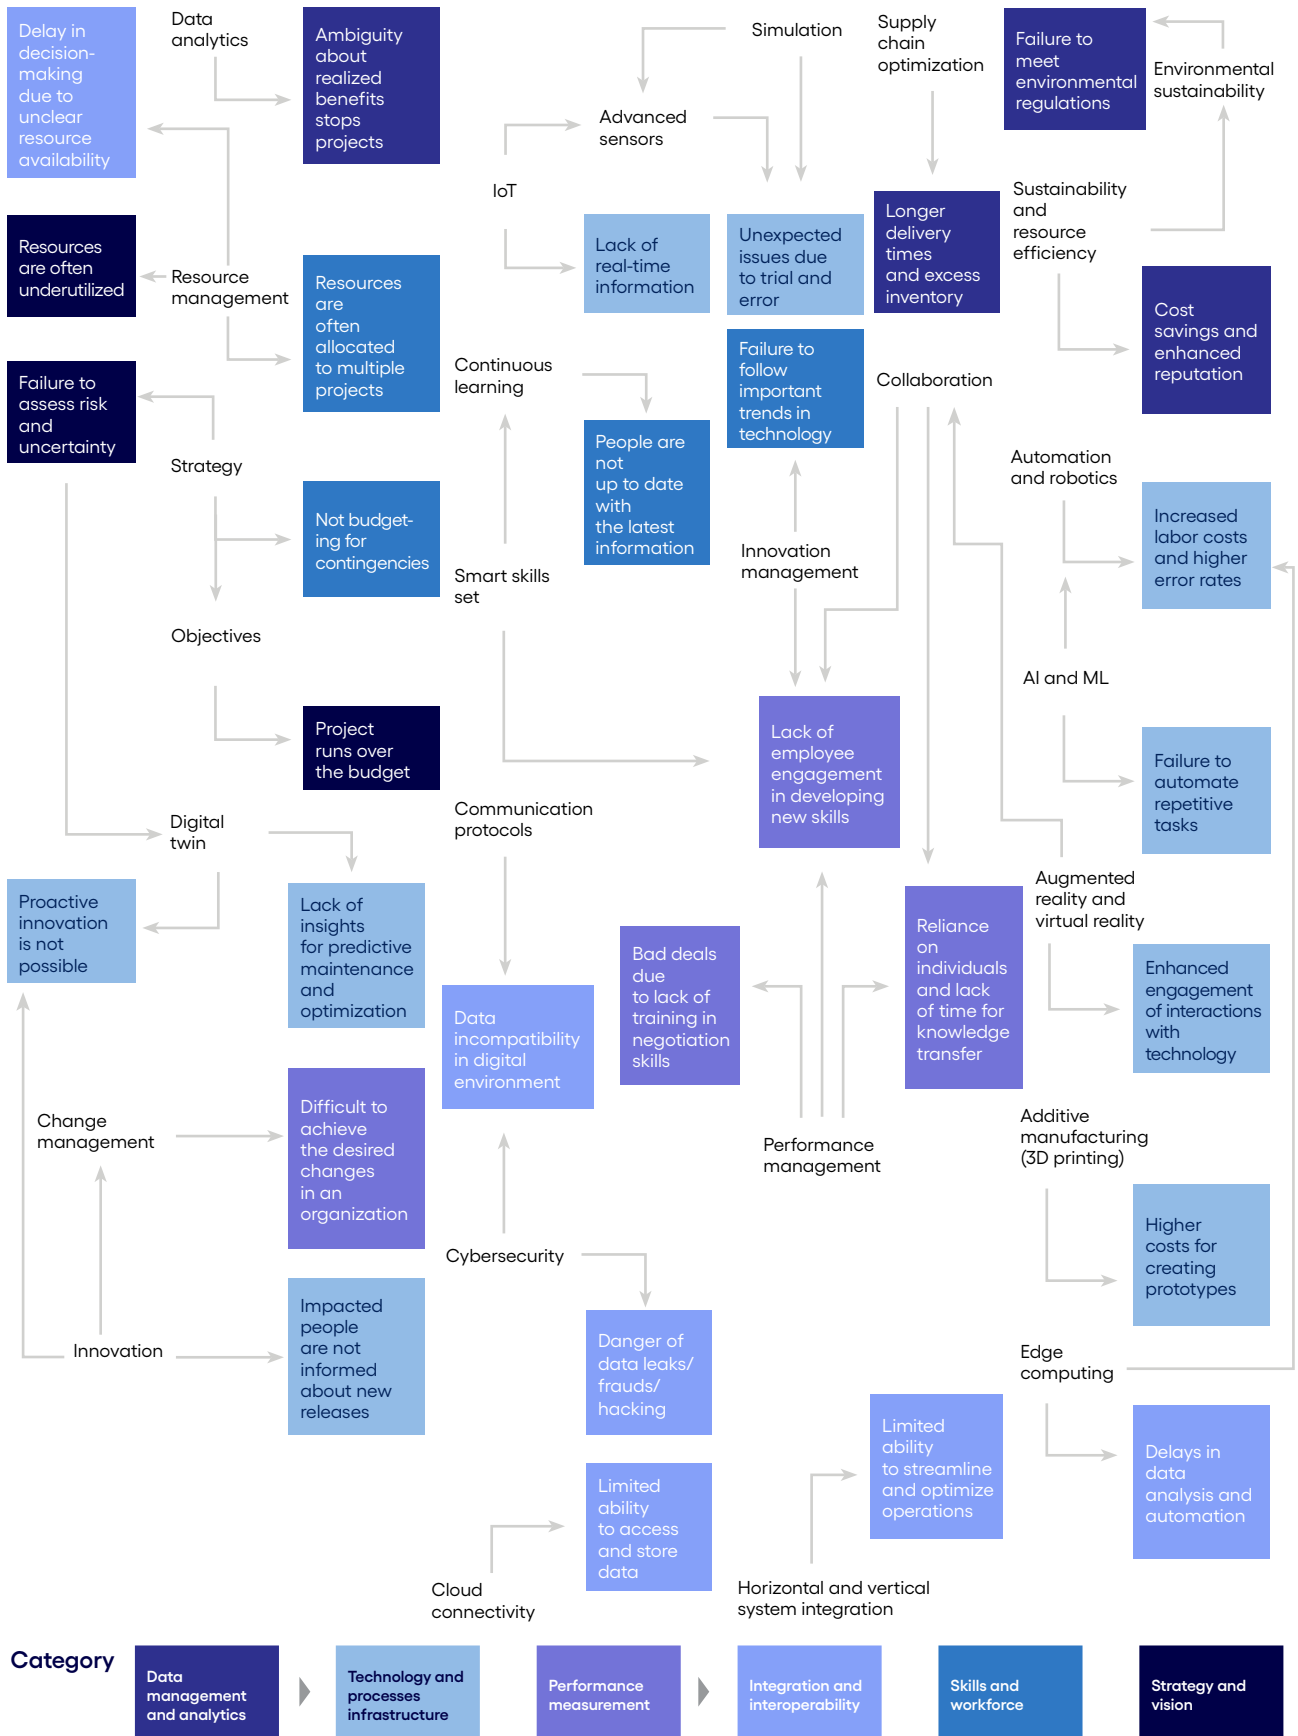 Delay in
decision-
making
due to
unclear
resource
availability
Data
analytics
Ambiguity
about
realized
benefits
stops
projects
Simulation
Supply
chain
optimization
Failure to
meet
environmental
regulations
Environmental
sustainability
Advanced
sensors
IoT
Sustainability
and
resource
efficiency
Resources
are often
underutilized
Resource
management
Resources
are
often
allocated
to multiple
projects
Lack of
real-time
information
Unexpected
issues due
to trial and
error
Longer
delivery
times
and excess
inventory
Cost
savings and
enhanced
reputation
Failure to
assess risk
and
uncertainty
Continuous
learning
Failure to
follow
important
trends in
technology
Collaboration
Strategy
People are
not
up to date
with
the latest
information
Automation
and robotics
Not budget-
ing for
contingencies
Increased
labor costs
and higher
error rates
Smart skills
set
Innovation
management
Objectives
AI and ML
Project
runs over
the budget
Lack of
employee
engagement
in developing
new skills
Failure to
automate
repetitive
tasks
Digital
twin
Communication
protocols
Augmented
reality and
virtual reality
Proactive
innovation
is not
possible
Lack of
insights
for predictive
maintenance
and
optimization
Bad deals
due
to lack of
training in
negotiation
skills
Reliance
on
individuals
and lack
of time for
knowledge
transfer
Enhanced
engagement
of interactions
with
technology
Data
incompatibility
in digital
environment
Change
management
Difficult to
achieve
the desired
changes
in an
organization
Performance
management
Additive
manufacturing
(3D printing)
Cybersecurity
Higher
costs for
creating
prototypes
Innovation
Impacted
people
are not
informed
about new
releases
Danger of
data leaks/
frauds/
hacking
Edge
computing
Limited
ability
to streamline
and optimize
operations
Delays in
data
analysis and
automation
Limited
ability
to access
and store
data
Cloud
connectivity
Horizontal and vertical
system integration
Category
Data
management
and analytics
Technology and
processes
infrastructure
Performance
measurement
Integration and
interoperability
Skills and
workforce
Strategy and
vision